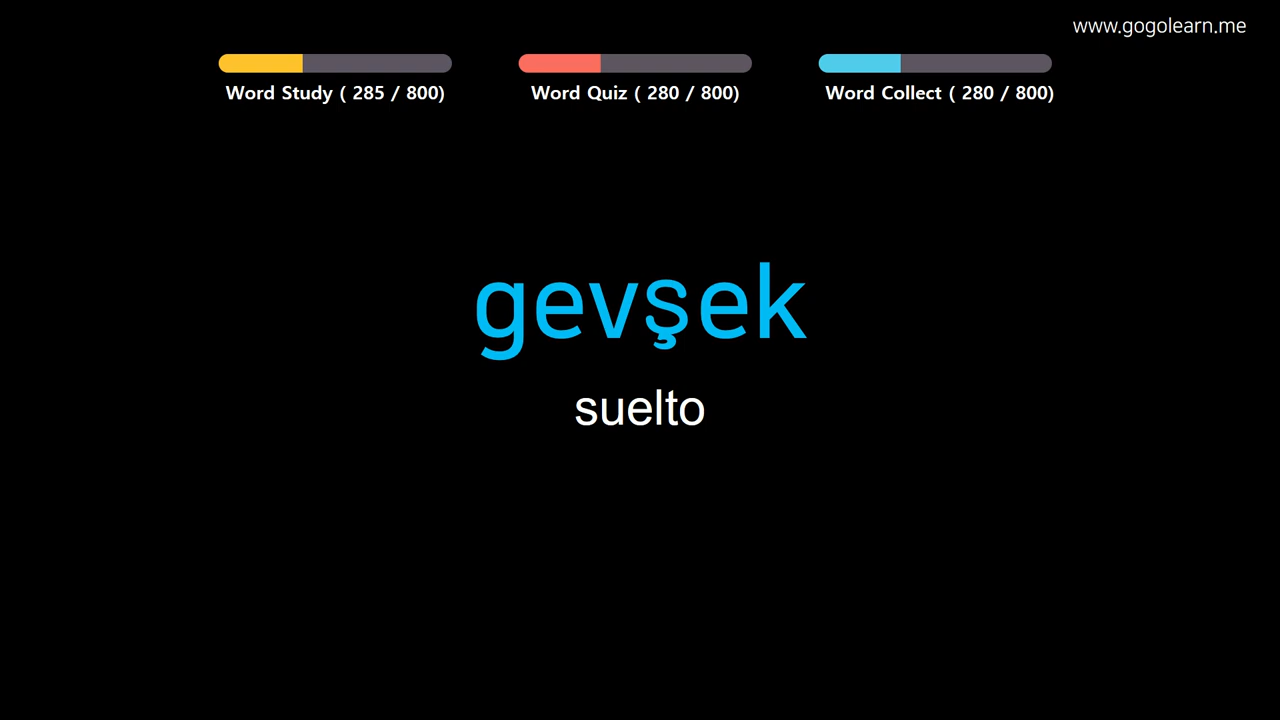 www.gogolearn.me
Word Study ( 285 / 800)
Word Quiz ( 280 / 800)
Word Collect ( 280 / 800)
gevşek
suelto